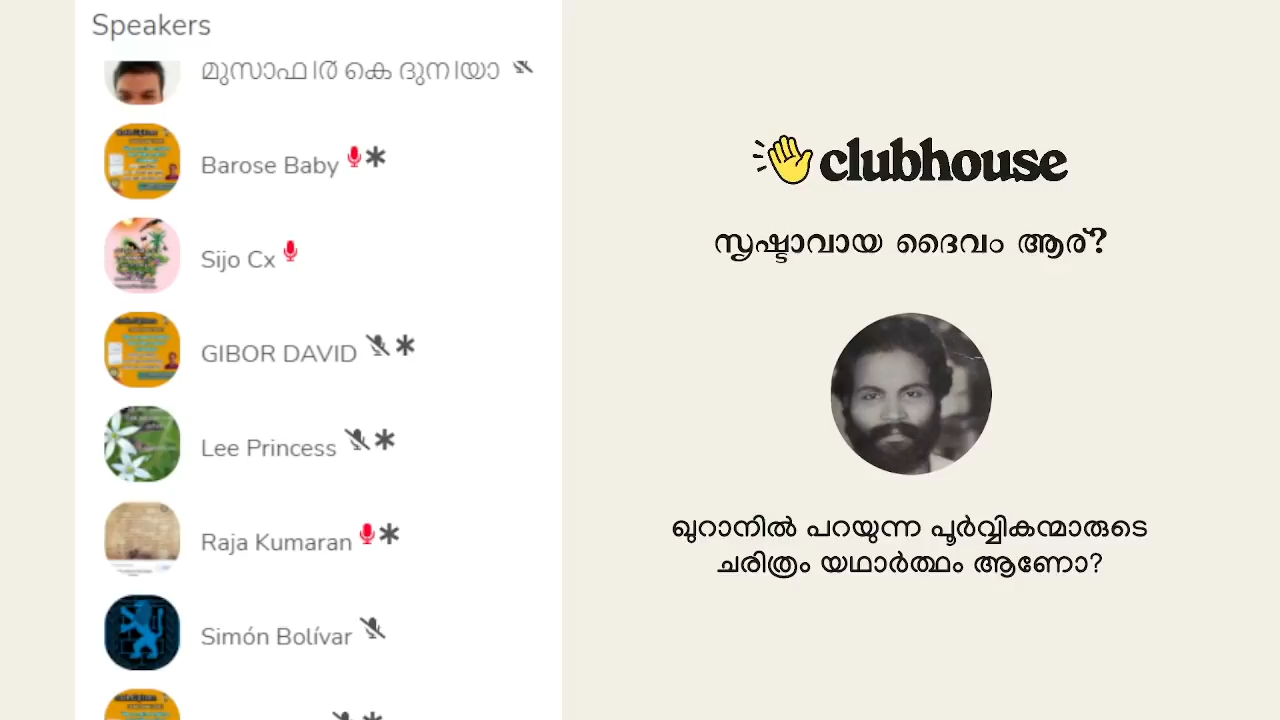 Speakers
മുസാഫിർ കെ ദുനിയാ
Barose Baby
Sijo Cx
GIBOR DAVID
Lee Princess
Raja Kumaran
Simón Bolívar
clubhouse
സൃഷ്ടാവായ ദൈവം ആര്?
ഖുറാനിൽ പറയുന്ന പൂർവ്വികന്മാരുടെ
ചരിത്രം യഥാർത്ഥം ആണോ?